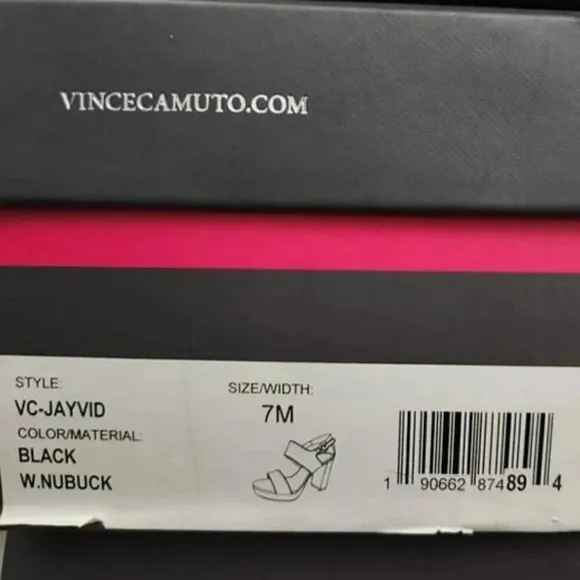 VINCECAMUTO.COM
STYLE:
VC-JAYVID
COLOR/MATERIAL:
BLACK
W.NUBUCK
SIZE/WIDTH:
7M
1 90662 87489 4